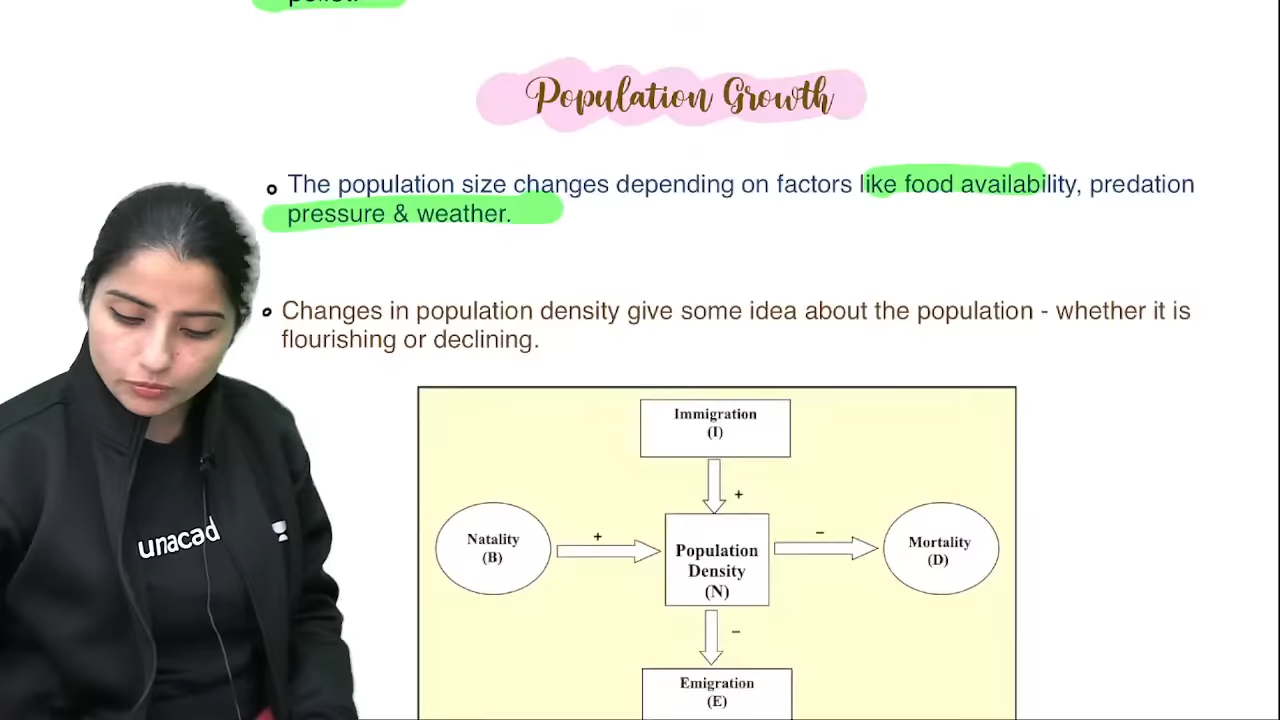 Population Growth
The population size changes depending on factors like food availability, predation
pressure & weather.
Changes in population density give some idea about the population - whether it is
flourishing or declining.
Immigration
(I)
+
Natality
(B)
+
Population
Density
(N)
–
Mortality
(D)
–
Emigration
(E)
unacad